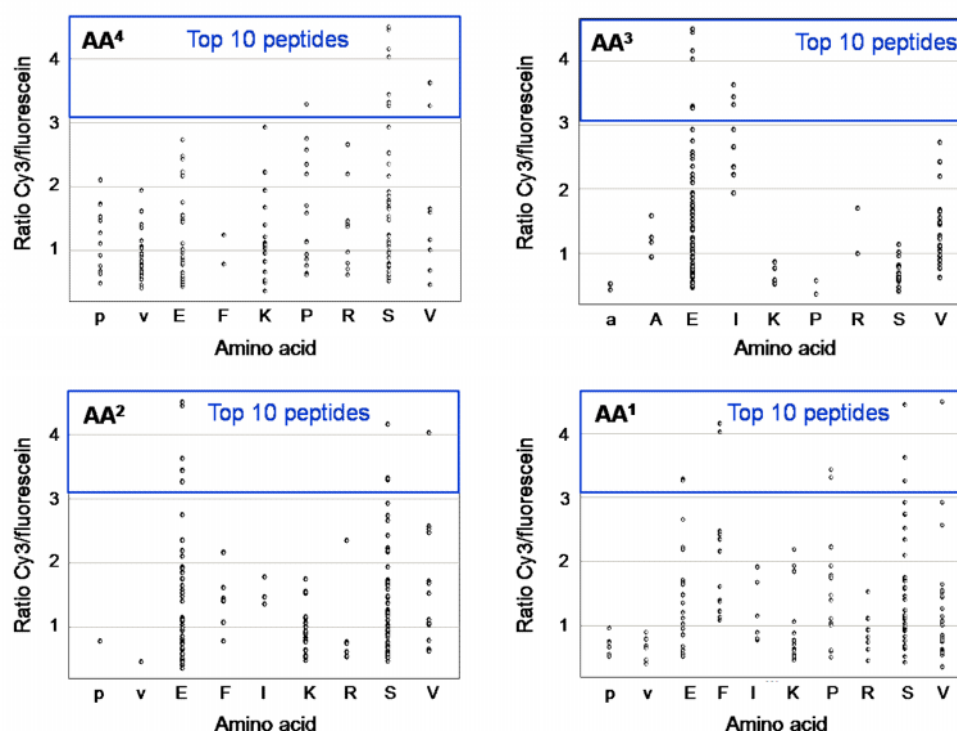 AA⁴ Top 10 peptides
Ratio Cy3/fluorescein
4
3
2
1
p v E F K P R S V
Amino acid
AA³ Top 10 peptides
Ratio Cy3/fluorescein
4
3
2
1
a A E I K P R S V
Amino acid
AA² Top 10 peptides
Ratio Cy3/fluorescein
4
3
2
1
p v E F I K R S V
Amino acid
AA¹ Top 10 peptides
Ratio Cy3/fluorescein
4
3
2
1
p v E F I K P R S V
Amino acid